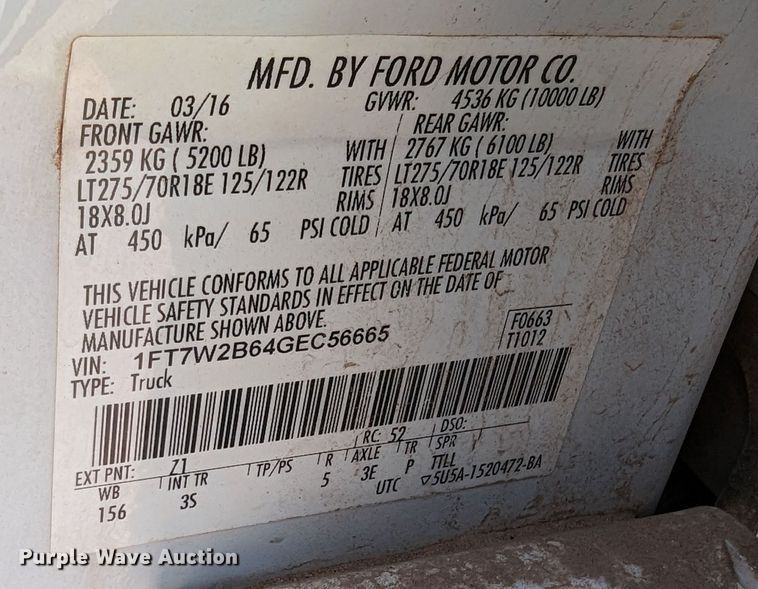 MFD. BY FORD MOTOR CO.
DATE: 03/16 GVWR: 4536 KG (10000 LB)
FRONT GAWR: REAR GAWR:
2359 KG ( 5200 LB) WITH 2767 KG ( 6100 LB) WITH
LT275/70R18E 125/122R TIRES LT275/70R18E 125/122R TIRES
18X8.0J RIMS 18X8.0J RIMS
AT 450 kPa/ 65 PSI COLD AT 450 kPa/ 65 PSI COLD
THIS VEHICLE CONFORMS TO ALL APPLICABLE FEDERAL MOTOR
VEHICLE SAFETY STANDARDS IN EFFECT ON THE DATE OF
MANUFACTURE SHOWN ABOVE.
VIN: 1FT7W2B64GEC56665 F0663
TYPE: Truck T1012
EXT PNT: Z1 RC: 52 DSO:
WB INT TR TP/PS R AXLE TR SPR
156 3S 5 3E P TTLL
UTC ▽5U5A-1520472-BA
Purple Wave Auction